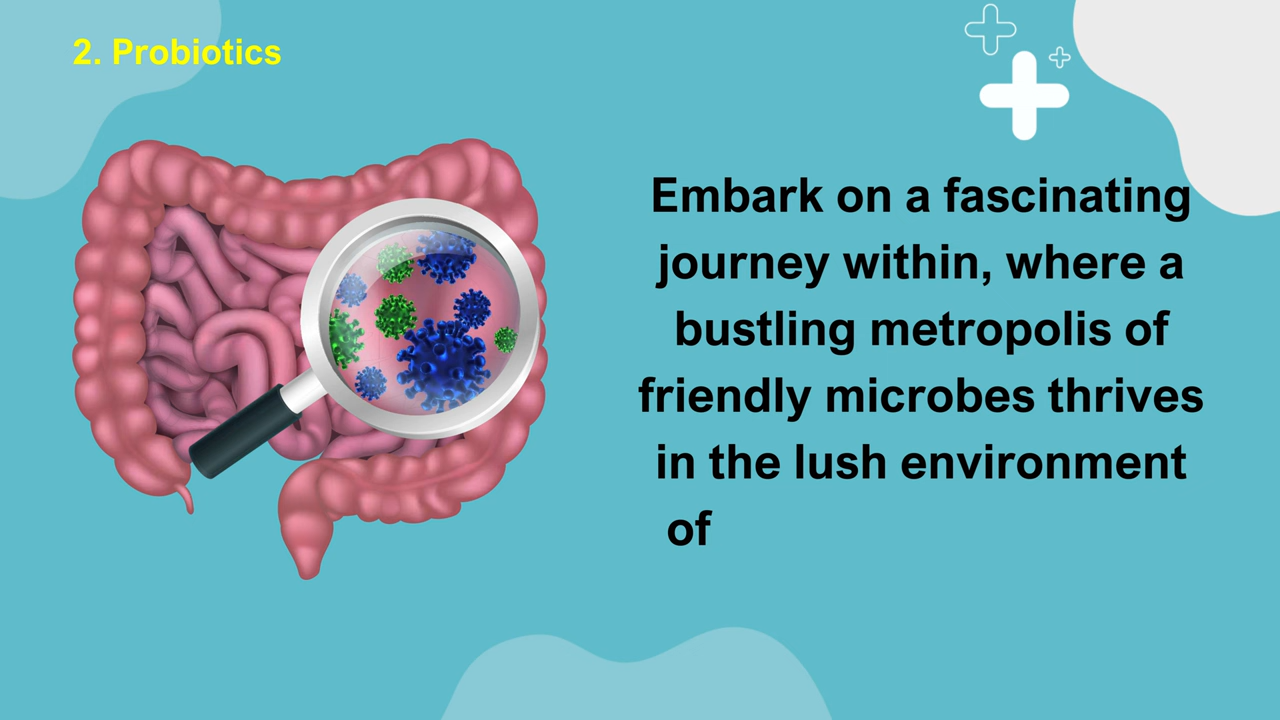 2. Probiotics
Embark on a fascinating
journey within, where a
bustling metropolis of
friendly microbes thrives
in the lush environment
of